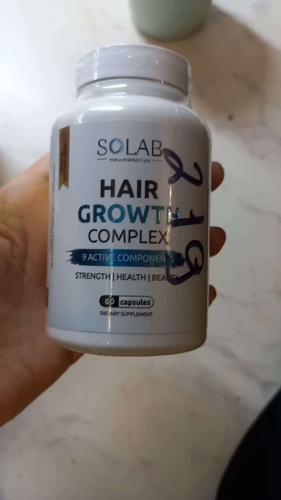 SOLAB
FOR A PERFECT LIFE
HAIR
GROWTH
COMPLEX
9 ACTIVE COMPONENTS
STRENGTH | HEALTH | BEAUTY
60 capsules
DIETARY SUPPLEMENT